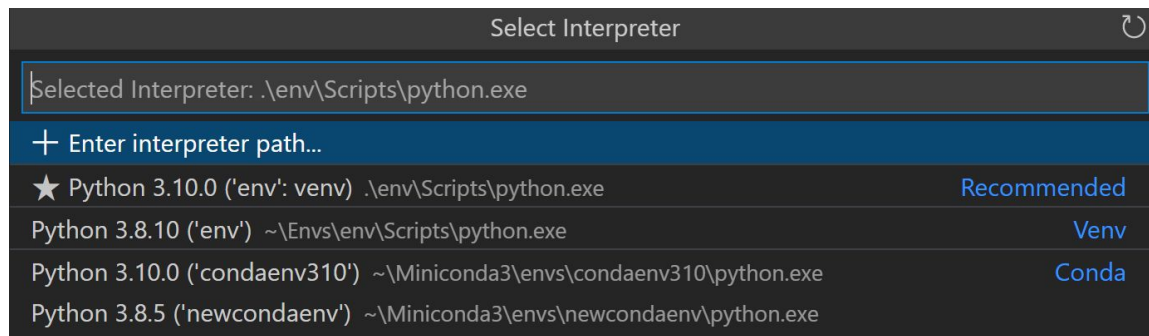 Select Interpreter
Selected Interpreter: .\env\Scripts\python.exe
+ Enter interpreter path...
★ Python 3.10.0 ('env': venv) .\env\Scripts\python.exe Recommended
Python 3.8.10 ('env') ~\Envs\env\Scripts\python.exe Venv
Python 3.10.0 ('condaenv310') ~\Miniconda3\envs\condaenv310\python.exe Conda
Python 3.8.5 ('newcondaenv') ~\Miniconda3\envs\newcondaenv\python.exe